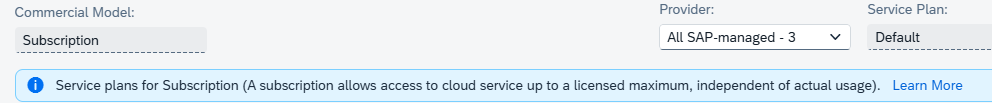 Commercial Model:
Provider:
Service Plan:
Subscription
All SAP-managed - 3
Default
Service plans for Subscription (A subscription allows access to cloud service up to a licensed maximum, independent of actual usage). Learn More